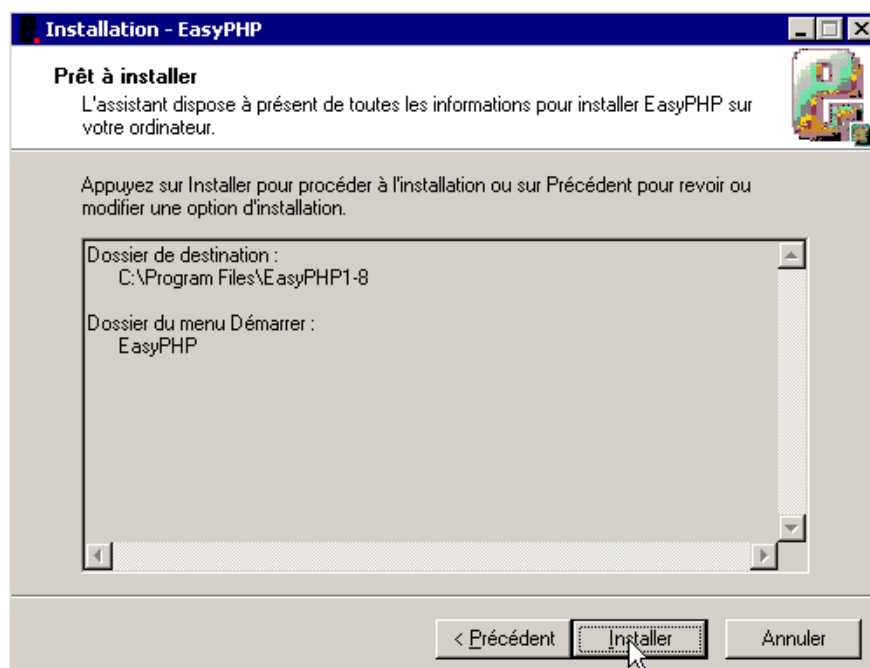 Installation - EasyPHP
Prêt à installer
L'assistant dispose à présent de toutes les informations pour installer EasyPHP sur
votre ordinateur.
Appuyez sur Installer pour procéder à l'installation ou sur Précédent pour revoir ou
modifier une option d'installation.
Dossier de destination :
C:\Program Files\EasyPHP1-8
Dossier du menu Démarrer :
EasyPHP
< Précédent
Installer
Annuler